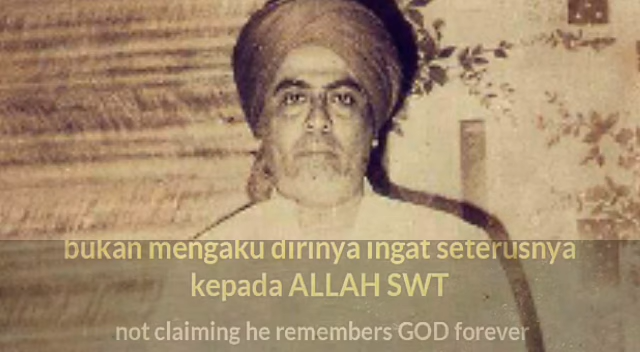 bukan mengaku dirinya ingat seterusnya
kepada ALLAH SWT
not claiming he remembers GOD forever